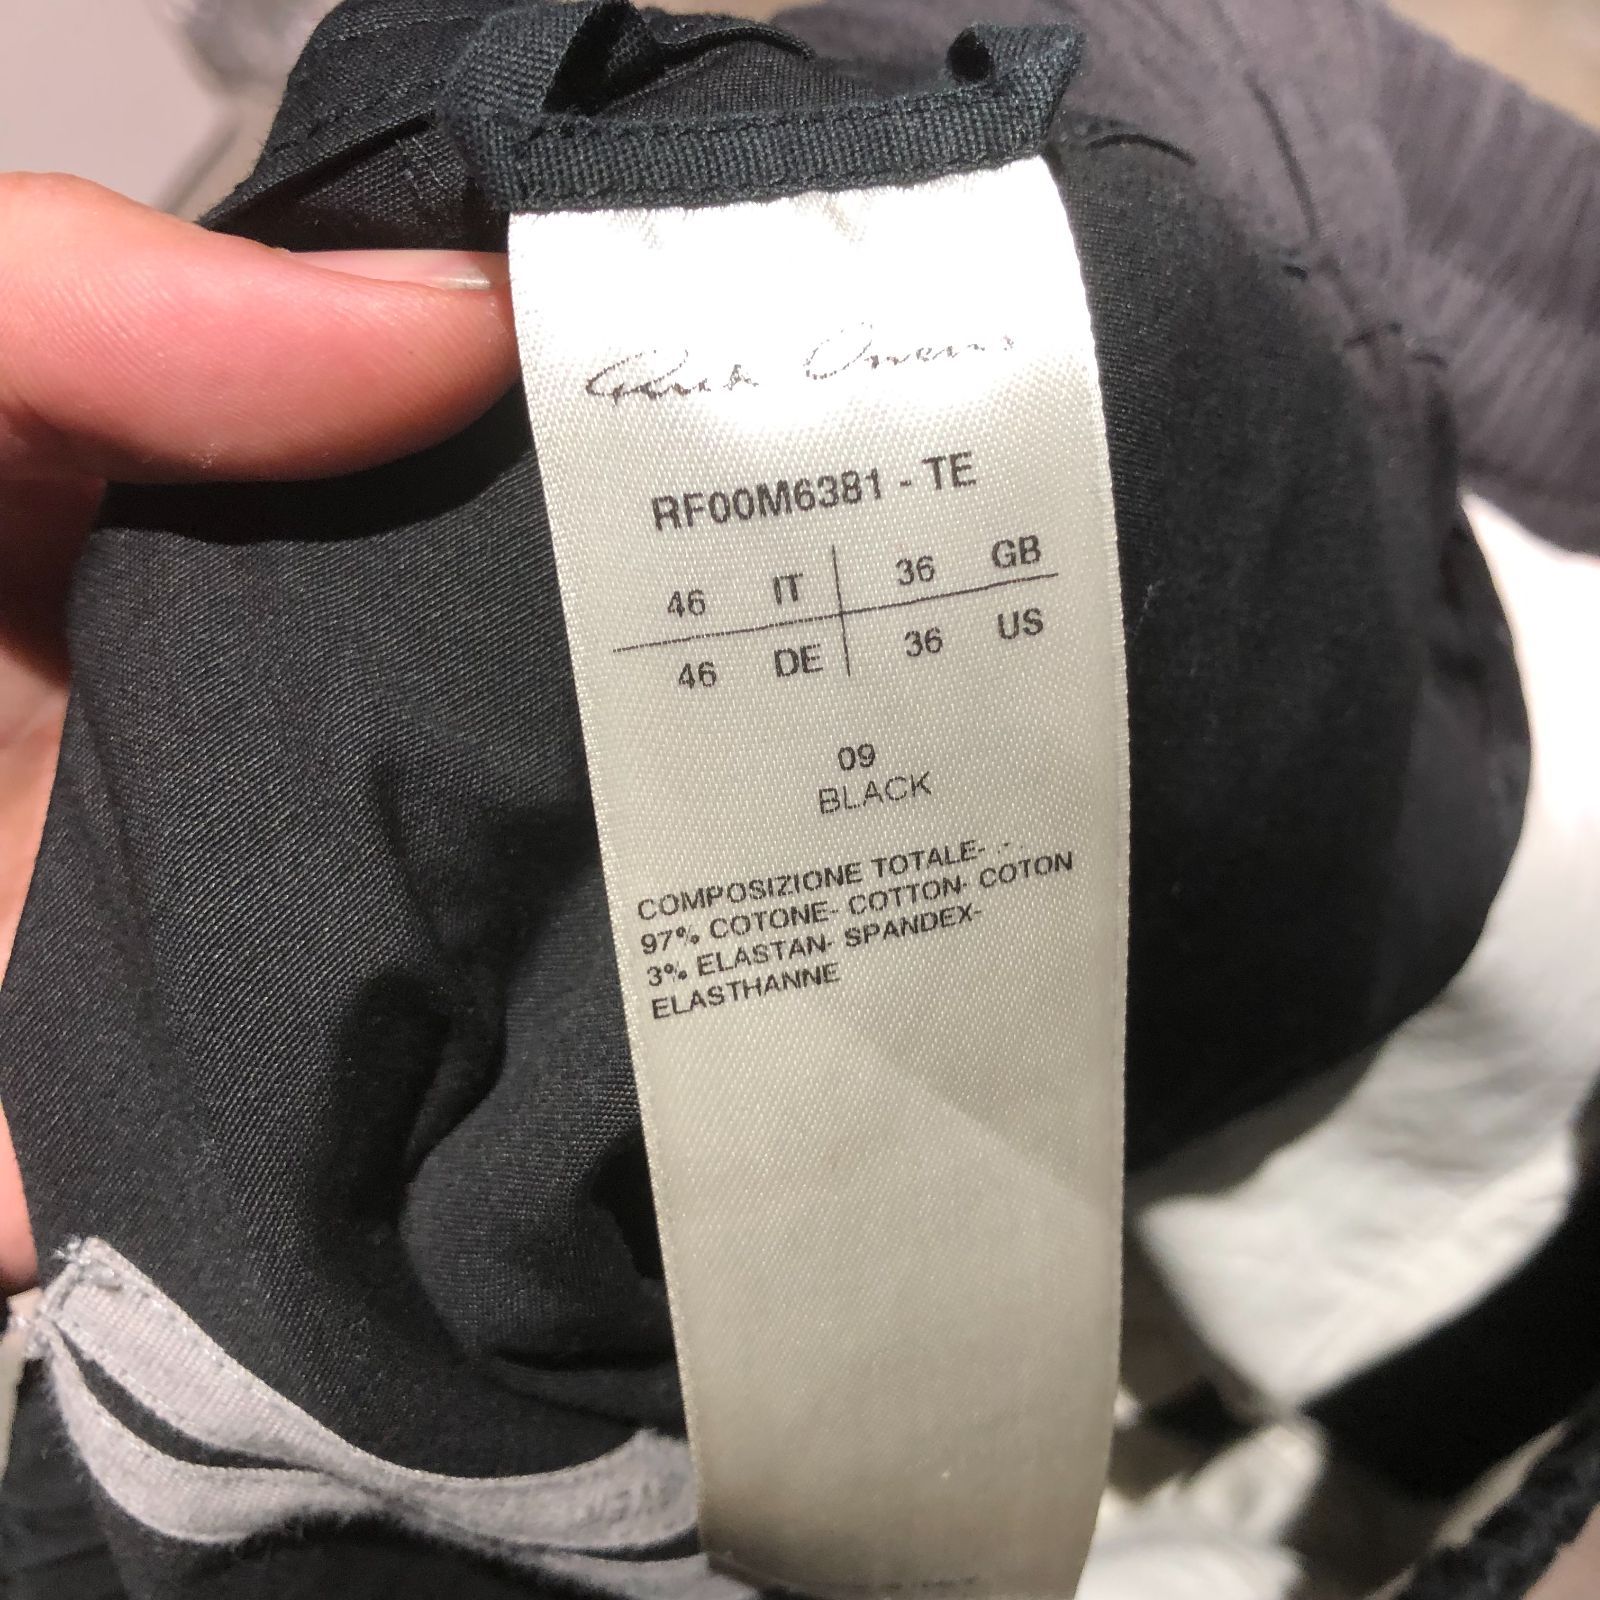 Rick Owens
RF00M6381 - TE
46 IT 36 GB
46 DE 36 US
09
BLACK
COMPOSIZIONE TOTALE- .- .
97% COTONE- COTTON- COTON
3% ELASTAN- SPANDEX-
ELASTHANNE